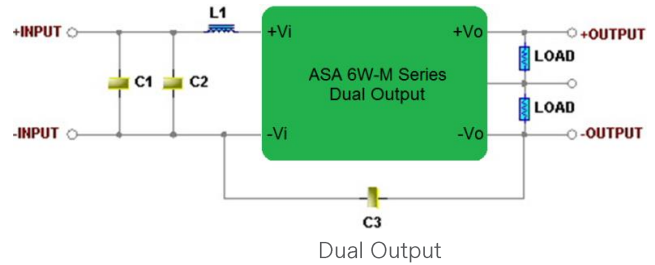 L1
+INPUT
+Vi
+Vo
+OUTPUT
LOAD
ASA 6W-M Series
Dual Output
C1
C2
LOAD
-INPUT
-Vi
-Vo
-OUTPUT
C3
Dual Output